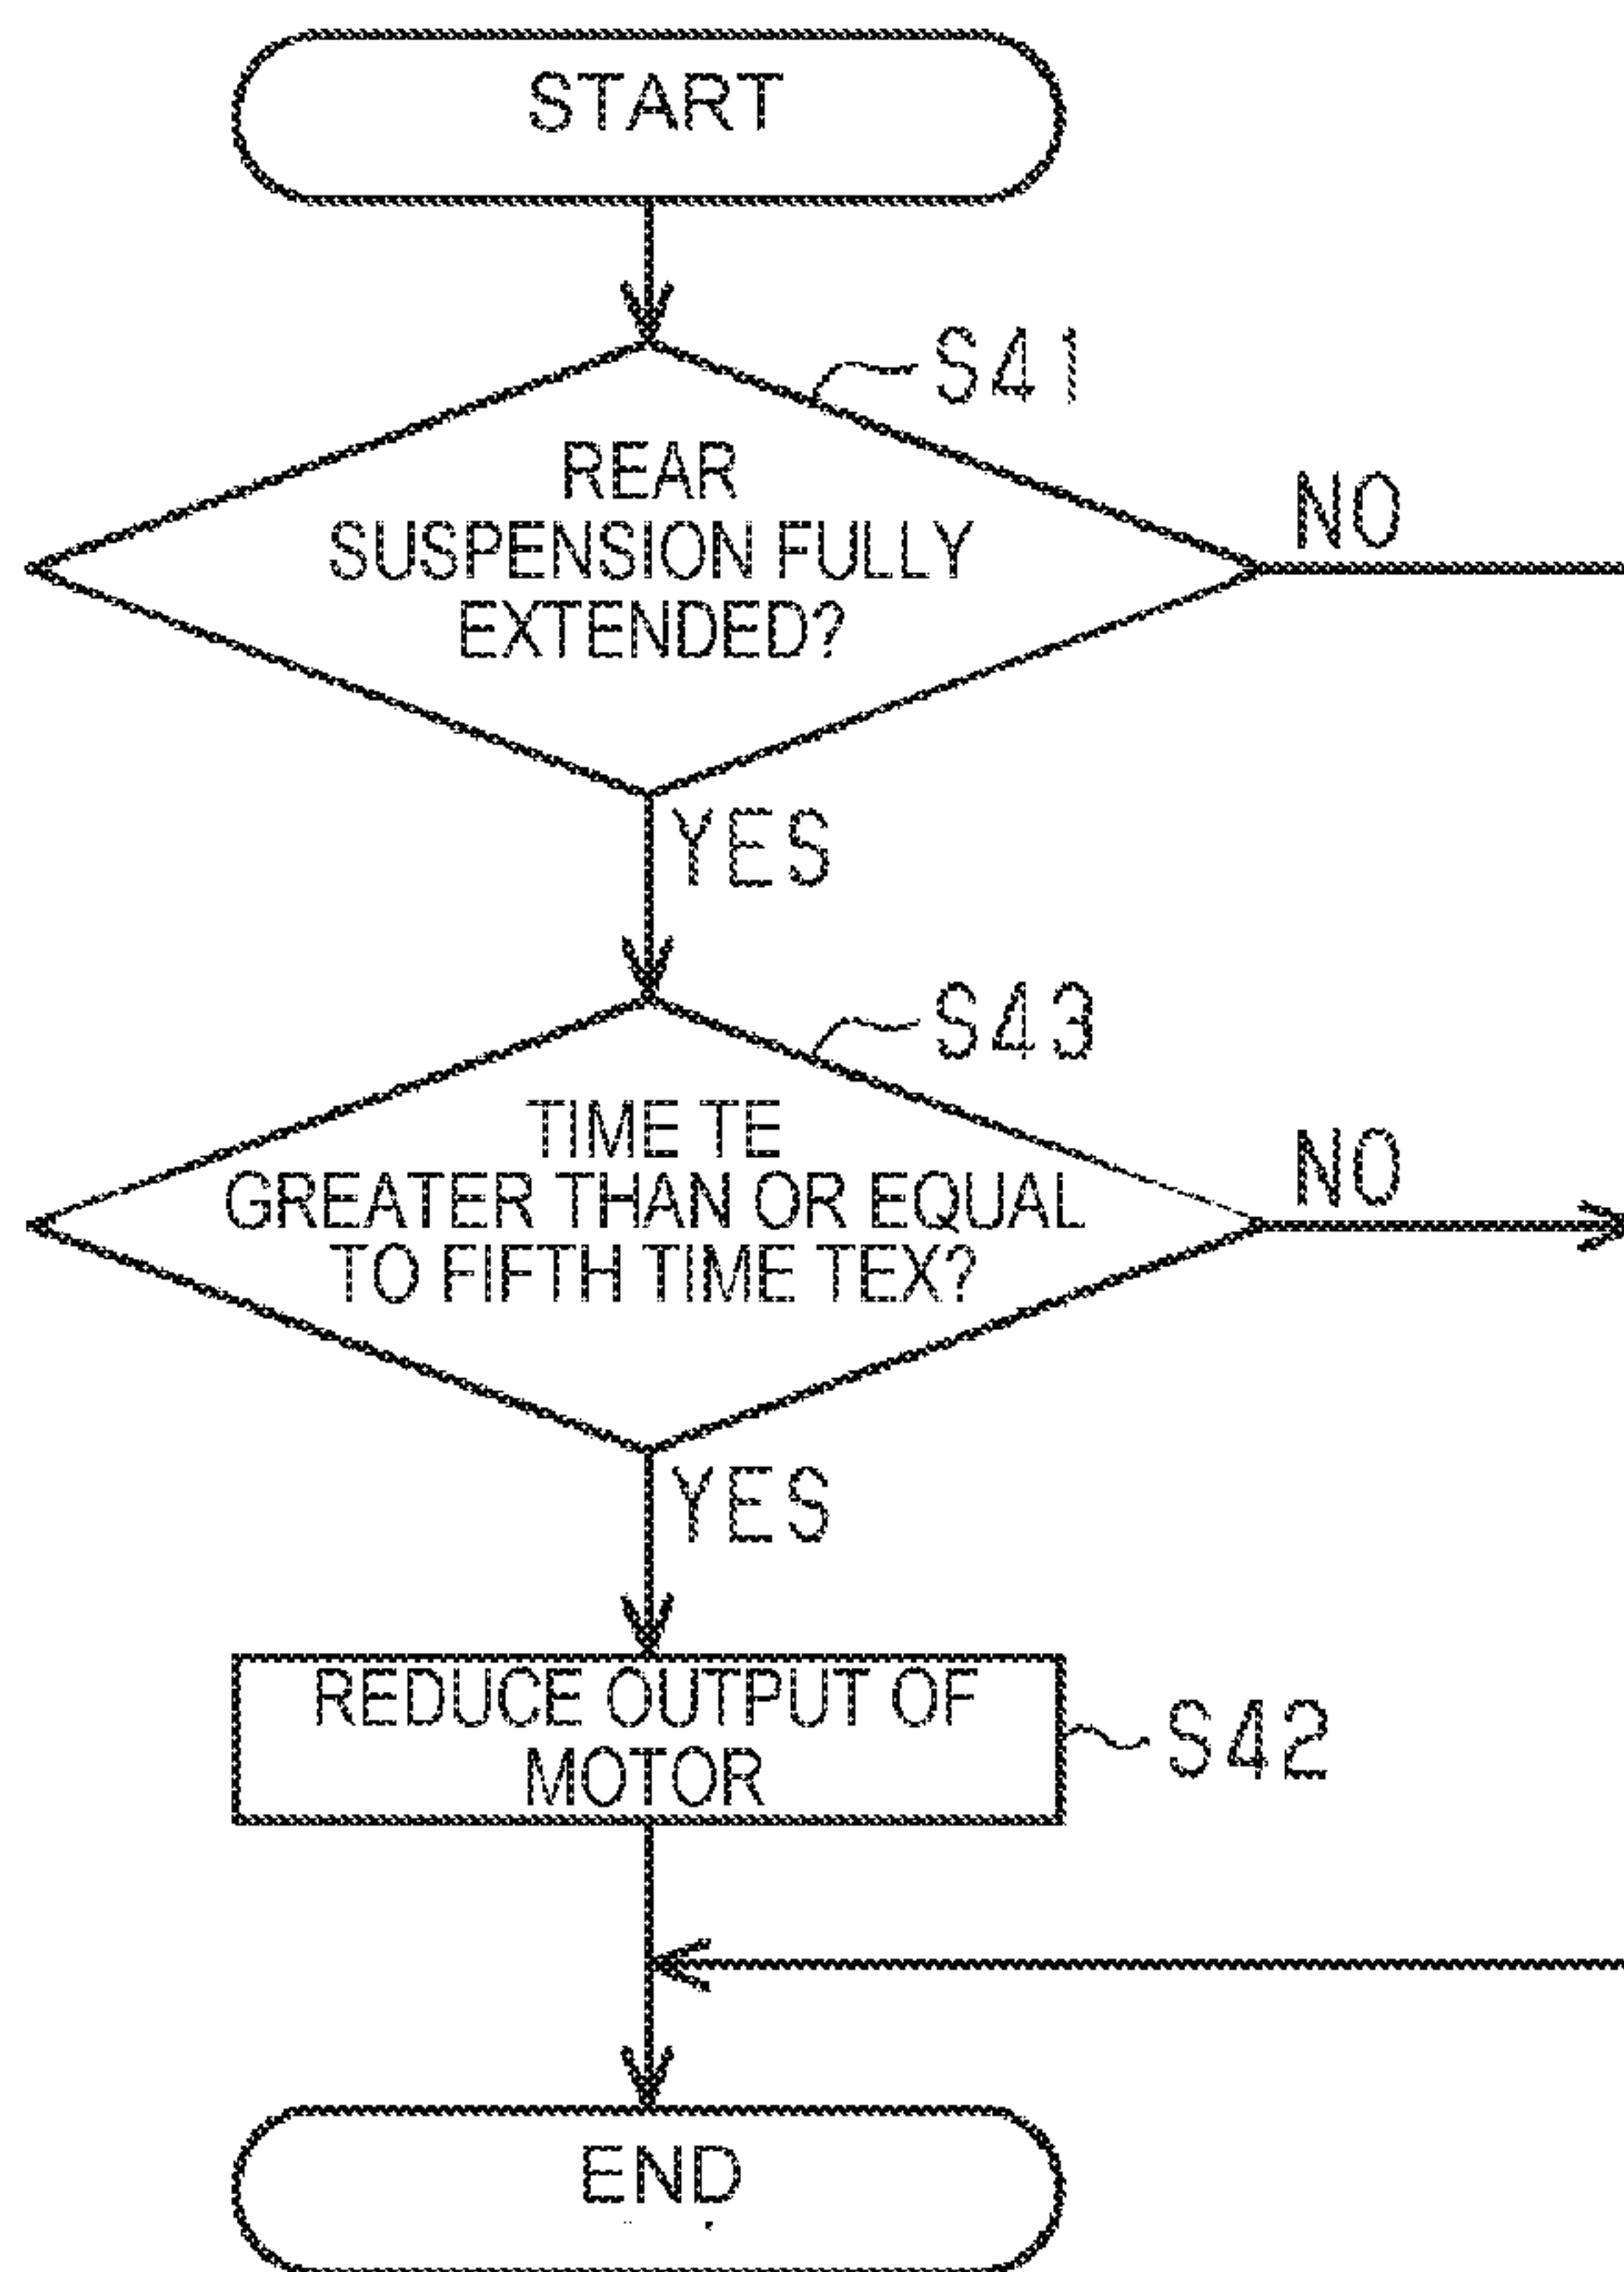 START
S41
REAR
SUSPENSION FULLY
EXTENDED?
NO
YES
S43
TIME TE
GREATER THAN OR EQUAL
TO FIFTH TIME TEX?
NO
YES
REDUCE OUTPUT OF
MOTOR
S42
END